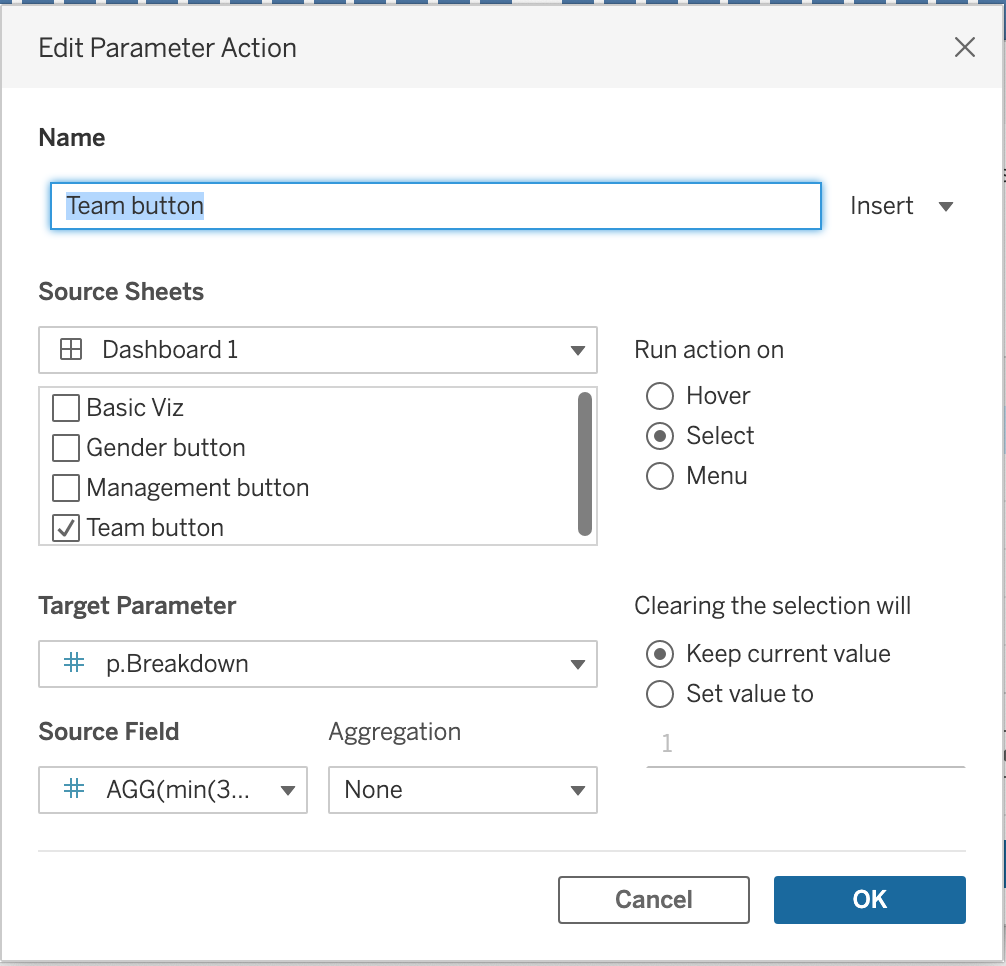 Edit Parameter Action
Name
Team button
Insert
Source Sheets
Dashboard 1
Run action on
Basic Viz
Hover
Gender button
Select
Management button
Menu
Team button
Target Parameter
Clearing the selection will
p.Breakdown
Keep current value
Set value to
Source Field
Aggregation
1
AGG(min(3...
None
Cancel
OK